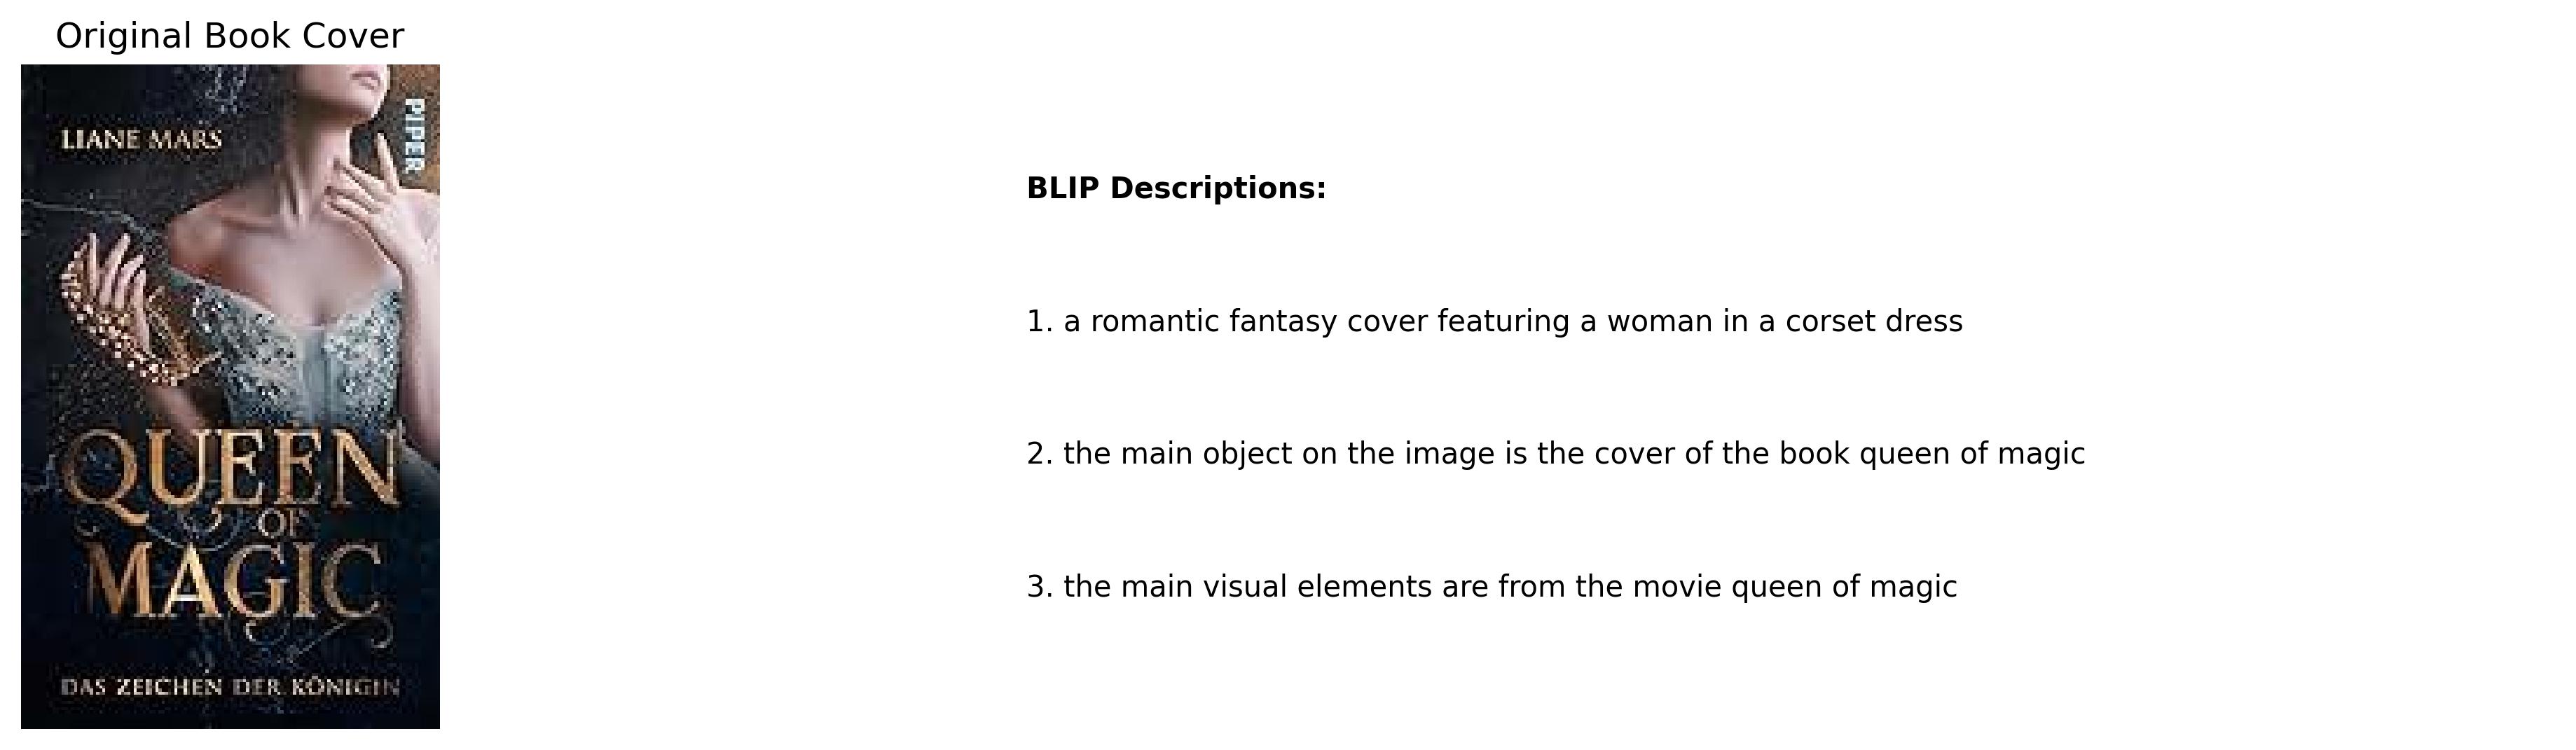 Original Book Cover
LIANE MARS
PIPER
QUEEN
OF
MAGIC
DAS ZEICHEN DER KÖNIGIN
BLIP Descriptions:
1. a romantic fantasy cover featuring a woman in a corset dress
2. the main object on the image is the cover of the book queen of magic
3. the main visual elements are from the movie queen of magic